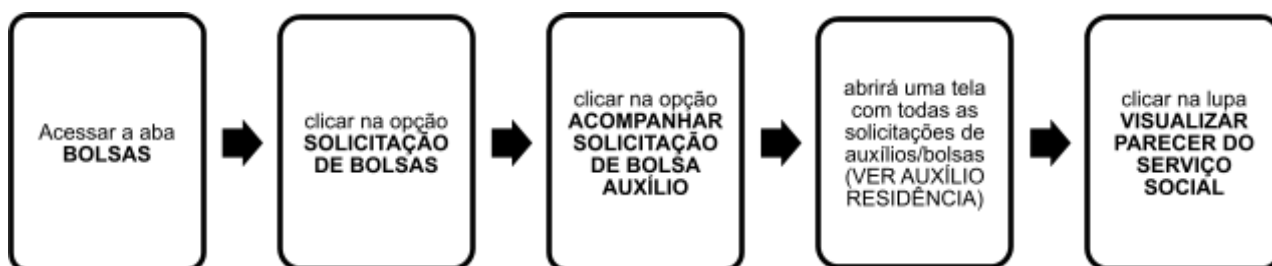 Acessar a aba
BOLSAS
clicar na opção
SOLICITAÇÃO
DE BOLSAS
clicar na opção
ACOMPANHAR
SOLICITAÇÃO
DE BOLSA
AUXÍLIO
abrirá uma tela
com todas as
solicitações de
auxílios/bolsas
(VER AUXÍLIO
RESIDÊNCIA)
clicar na lupa
VISUALIZAR
PARECER DO
SERVIÇO
SOCIAL